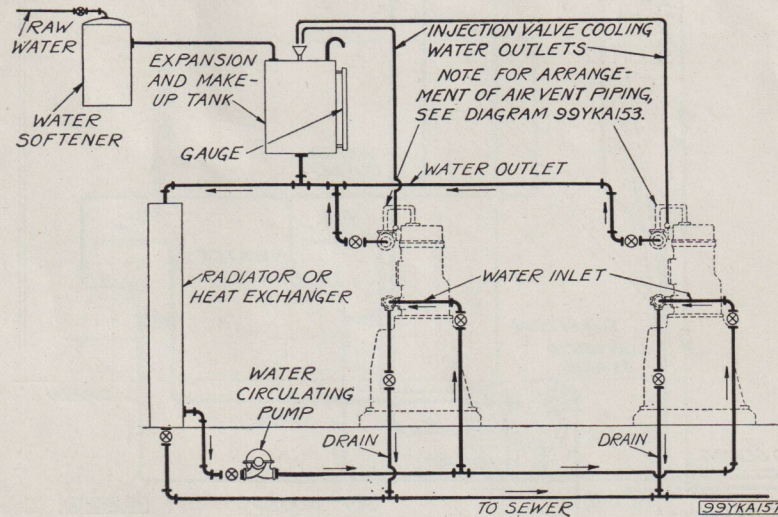 RAW
WATER
WATER
SOFTENER
EXPANSION
AND MAKE-
UP TANK
GAUGE
INJECTION VALVE COOLING
WATER OUTLETS
NOTE FOR ARRANGE-
MENT OF AIR VENT PIPING,
SEE DIAGRAM 99YKA153.
WATER OUTLET
RADIATOR OR
HEAT EXCHANGER
WATER INLET
WATER
CIRCULATING
PUMP
DRAIN
DRAIN
TO SEWER
99YKA157